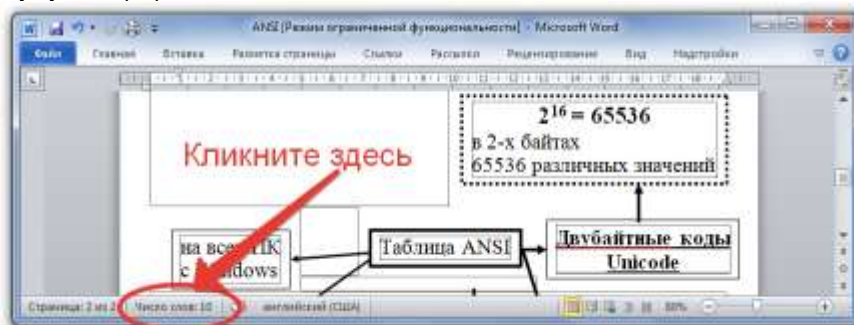 ANSI [Режим ограниченной функциональности] - Microsoft Word
Файл Главная Вставка Разметка страницы Ссылки Рассылки Рецензирование Вид Надстройки
2¹⁶ = 65536
в 2-х байтах
65536 различных значений
Кликните здесь
на всех ПК
с Windows
Таблица ANSI
Двубайтные коды
Unicode
Страница: 2 из 2 Число слов: 10 английский (США) 80%